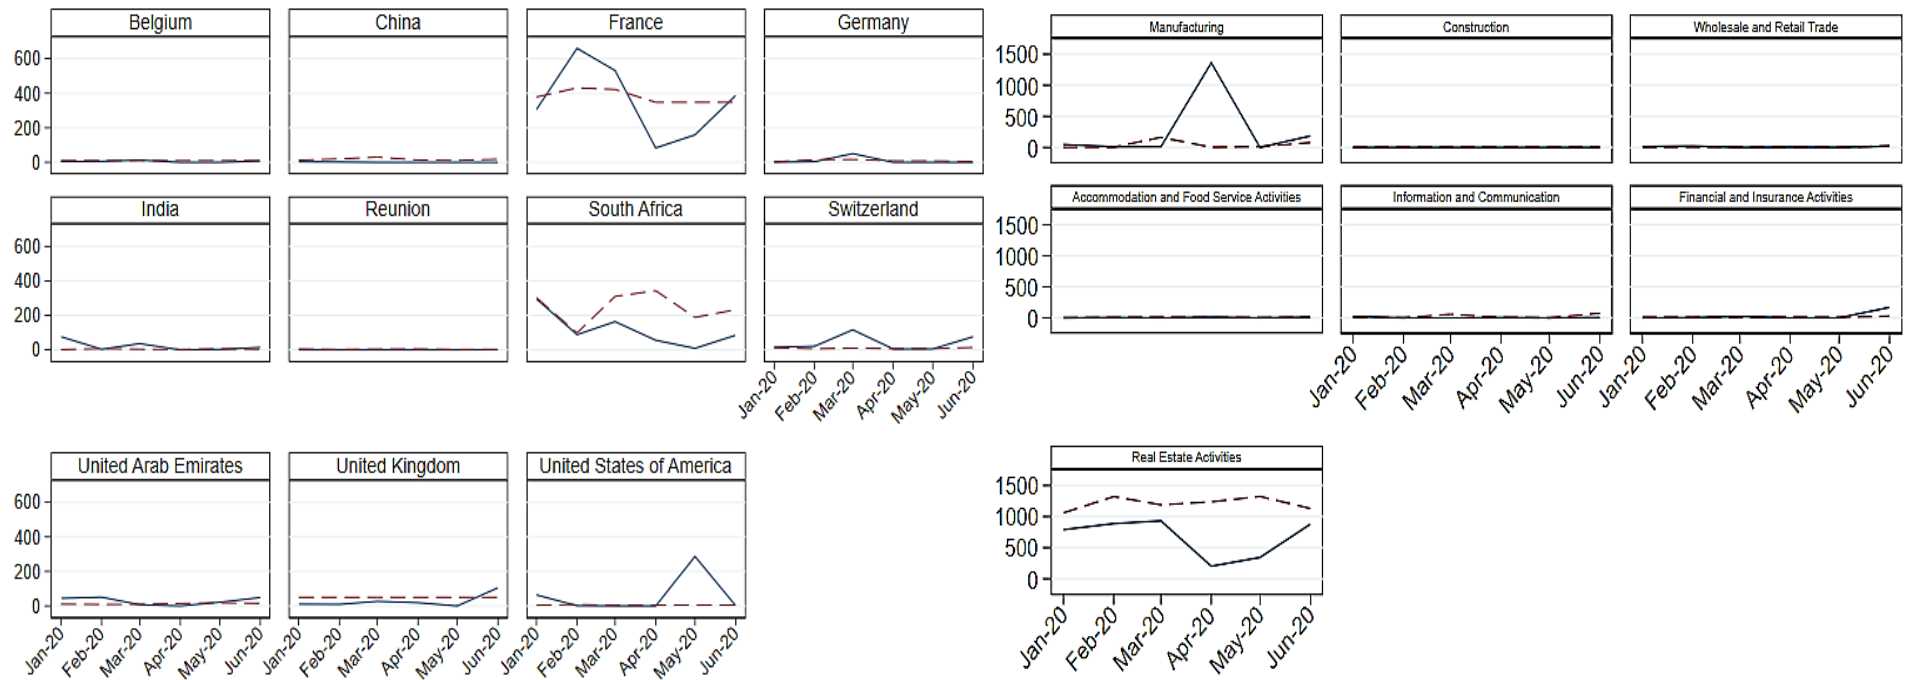 Belgium China France Germany
600
400
200
0
India Reunion South Africa Switzerland
600
400
200
0
Jan-20 Feb-20 Mar-20 Apr-20 May-20 Jun-20
United Arab Emirates United Kingdom United States of America
600
400
200
0
Jan-20 Feb-20 Mar-20 Apr-20 May-20 Jun-20 Jan-20 Feb-20 Mar-20 Apr-20 May-20 Jun-20 Jan-20 Feb-20 Mar-20 Apr-20 May-20 Jun-20
Manufacturing Construction Wholesale and Retail Trade
1500
1000
500
0
Accommodation and Food Service Activities Information and Communication Financial and Insurance Activities
1500
1000
500
0
Jan-20 Feb-20 Mar-20 Apr-20 May-20 Jun-20 Jan-20 Feb-20 Mar-20 Apr-20 May-20 Jun-20
Real Estate Activities
1500
1000
500
0
Jan-20 Feb-20 Mar-20 Apr-20 May-20 Jun-20